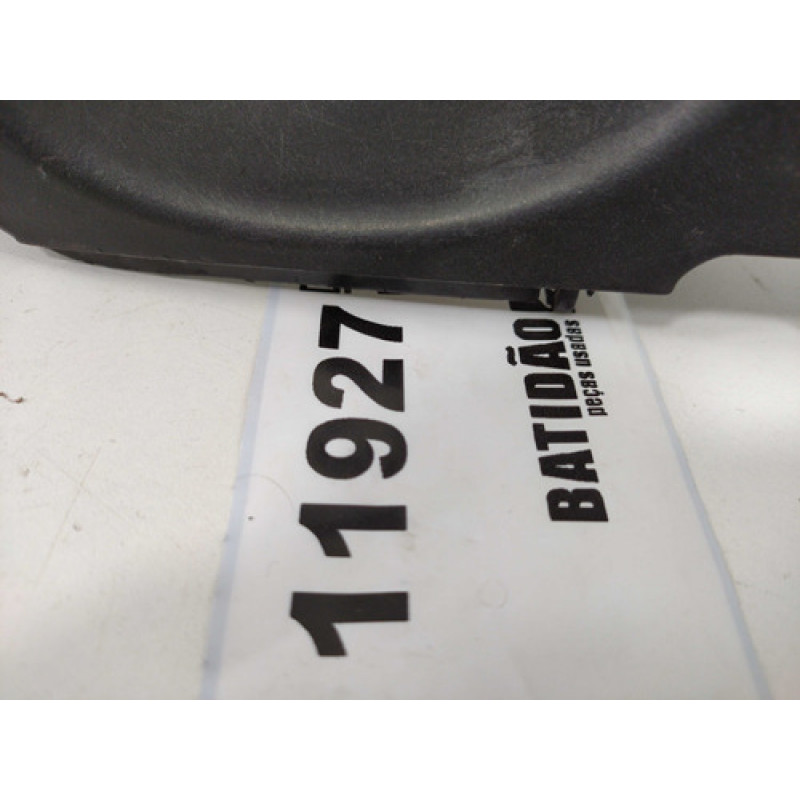 11927
BATIDÃO
peças usadas